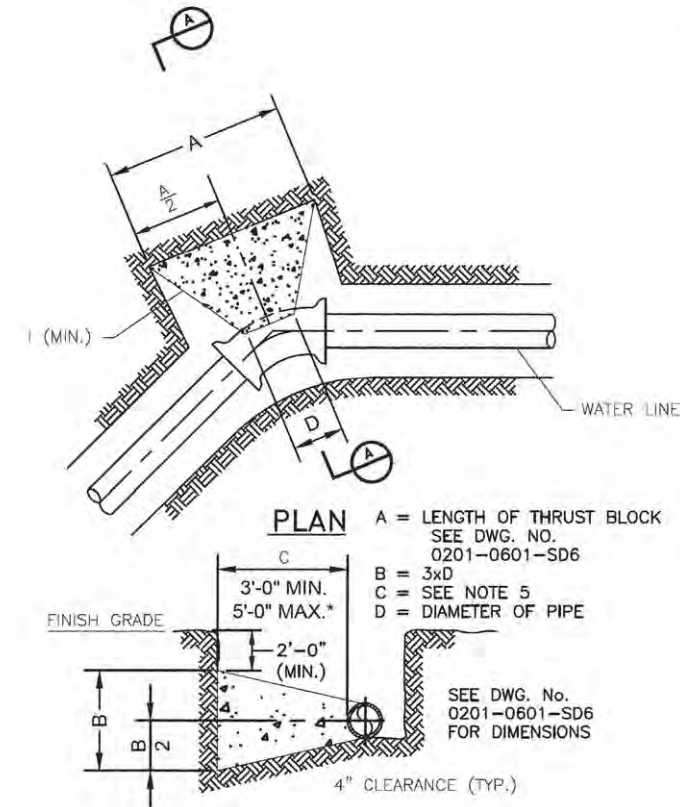 A
A
A
2
I (MIN.)
WATER LINE
D
A
PLAN
A = LENGTH OF THRUST BLOCK
SEE DWG. NO.
0201-0601-SD6
B = 3xD
C = SEE NOTE 5
D = DIAMETER OF PIPE
C
3'-0" MIN.
5'-0" MAX.*
FINISH GRADE
2'-0"
(MIN.)
B
B
2
SEE DWG. No.
0201-0601-SD6
FOR DIMENSIONS
4" CLEARANCE (TYP.)